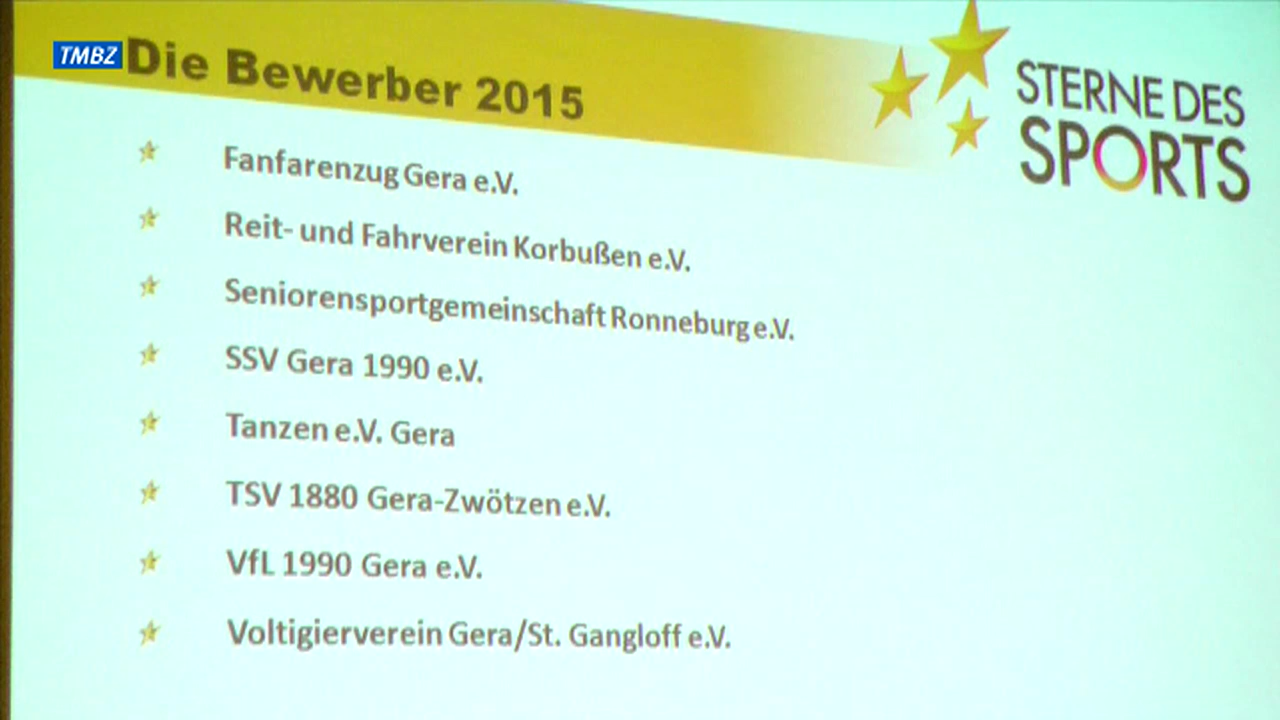 TMBZ
Die Bewerber 2015
STERNE DES
SPORTS
Fanfarenzug Gera e.V.
Reit- und Fahrverein Korbußen e.V.
Seniorensportgemeinschaft Ronneburg e.V.
SSV Gera 1990 e.V.
Tanzen e.V. Gera
TSV 1880 Gera-Zwötzen e.V.
VfL 1990 Gera e.V.
Voltigierverein Gera/St. Gangloff e.V.